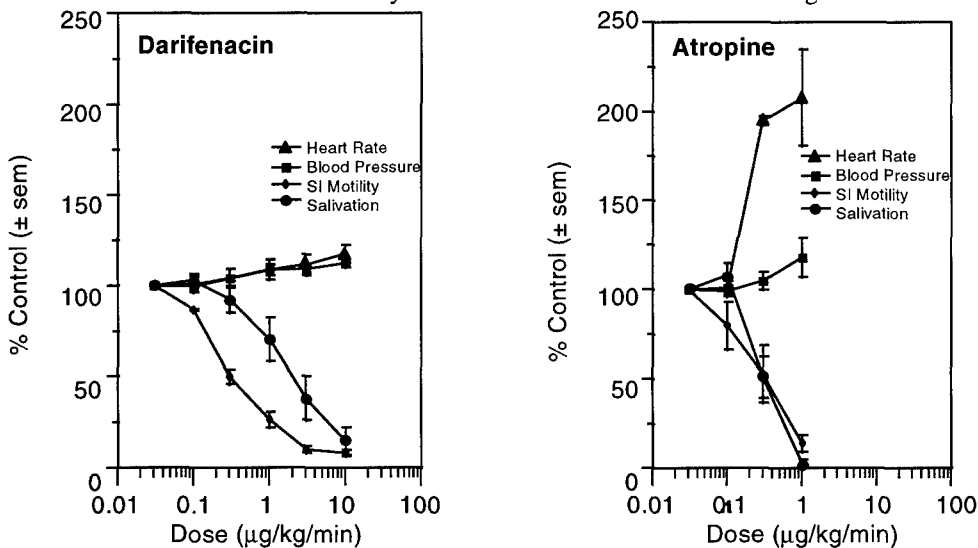 Darifenacin
% Control (± sem)
250
200
150
100
50
0
Heart Rate
Blood Pressure
SI Motility
Salivation
0.01 0.1 1 10 100
Dose (µg/kg/min)
Atropine
% Control (± sem)
250
200
150
100
50
0
Heart Rate
Blood Pressure
SI Motility
Salivation
0.01 0.1 1 10 100
Dose (µg/kg/min)